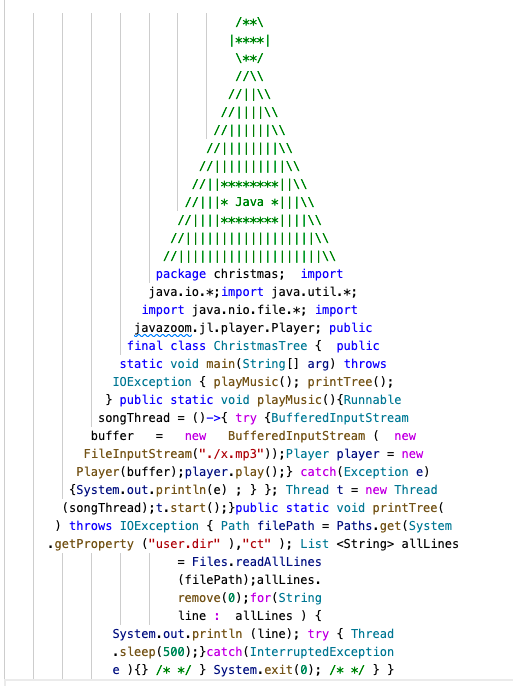 /**\
|****|
\**/
//\\
//||\\
//||||\\
//||||||\\
//||||||||\\
//||||||||||\\
//||********||\\
//|||* Java *|||\\
//||||********||||\\
//||||||||||||||||||\\
//||||||||||||||||||||\\
package christmas;  import
java.io.*;import java.util.*;
import java.nio.file.*; import
javazoom.jl.player.Player; public
final class ChristmasTree {  public
static void main(String[] arg) throws
IOException { playMusic(); printTree();
} public static void playMusic(){Runnable
songThread = ()->{ try {BufferedInputStream
buffer   =   new   BufferedInputStream (  new
FileInputStream("./x.mp3"));Player player = new
Player(buffer);player.play();} catch(Exception e)
{System.out.println(e) ; } }; Thread t = new Thread
(songThread);t.start();}public static void printTree(
) throws IOException { Path filePath = Paths.get(System
.getProperty ("user.dir" ),"ct" ); List <String> allLines
= Files.readAllLines
(filePath);allLines.
remove(0);for(String
line :  allLines ) {
System.out.println (line); try { Thread
.sleep(500);}catch(InterruptedException
e ){} /* */ } System.exit(0); /* */ } }